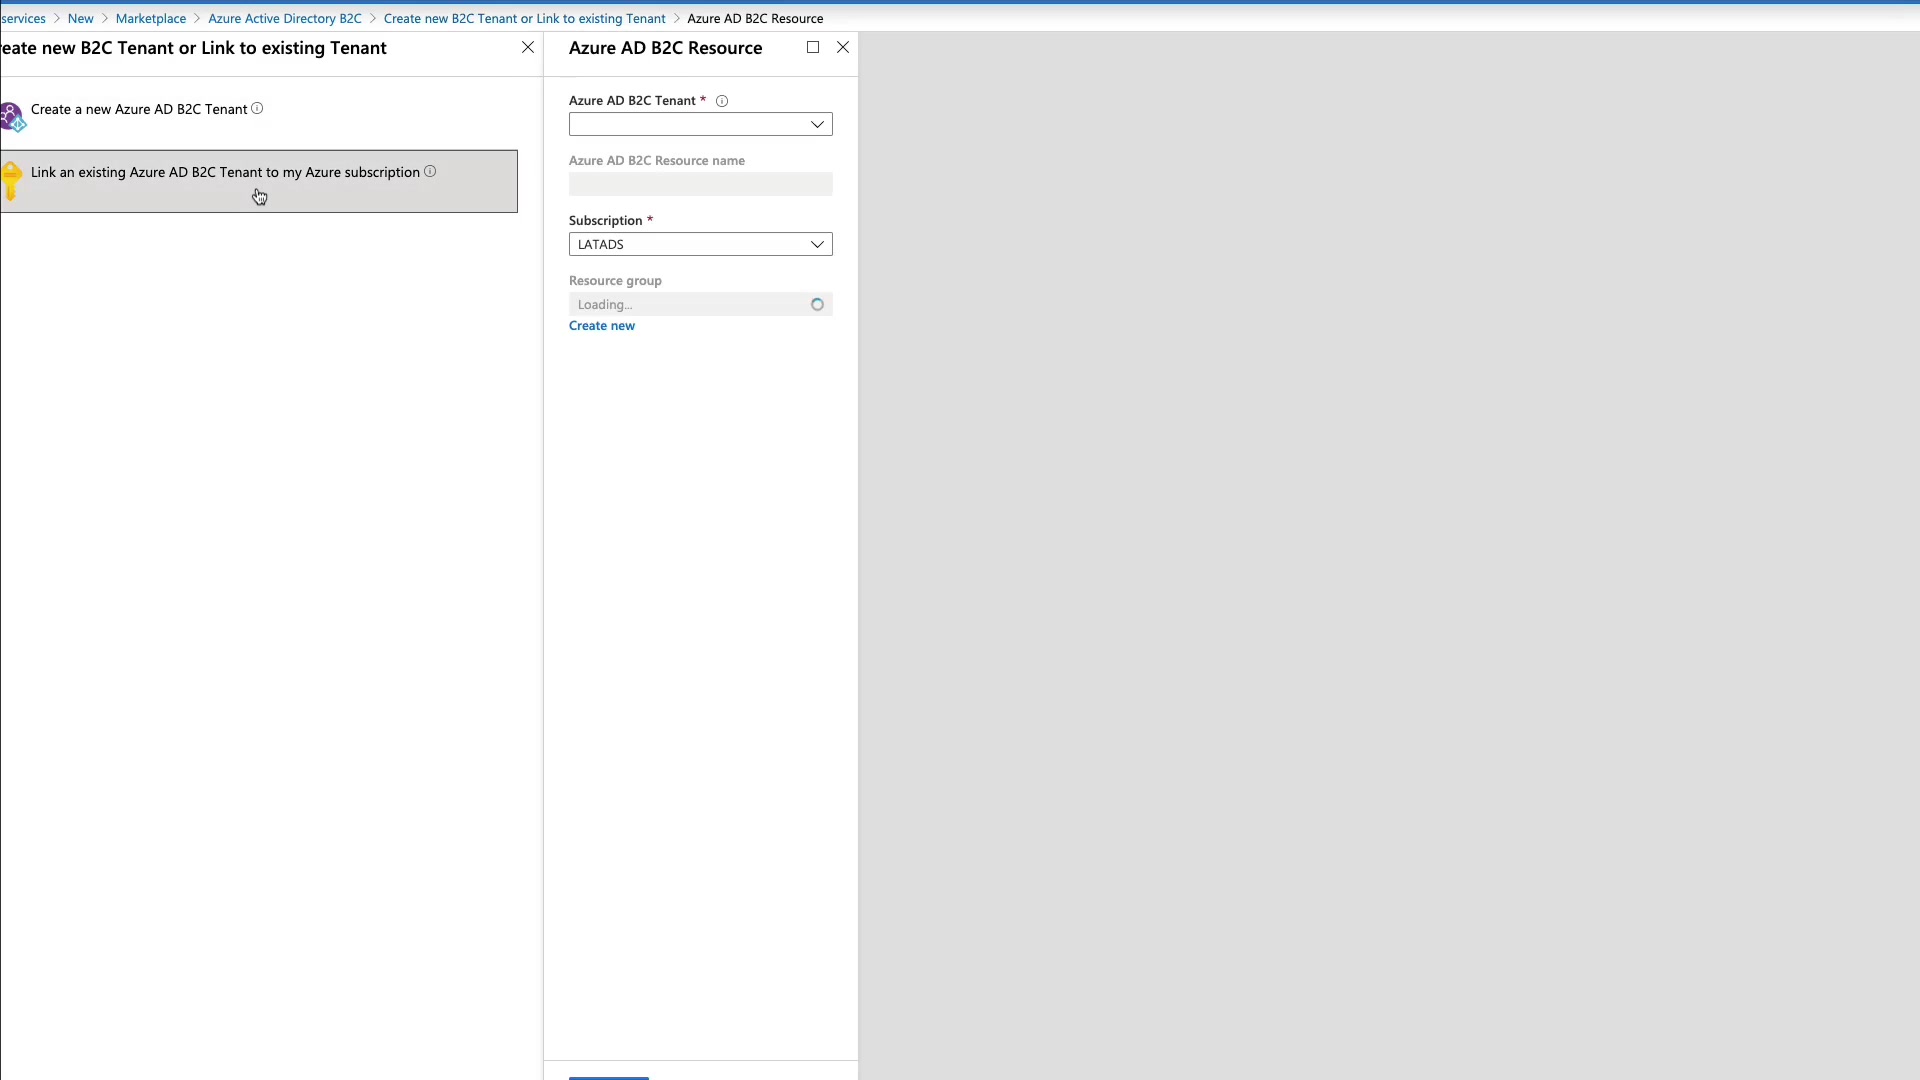 services > New > Marketplace > Azure Active Directory B2C > Create new B2C Tenant or Link to existing Tenant > Azure AD B2C Resource
reate new B2C Tenant or Link to existing Tenant
Create a new Azure AD B2C Tenant
Link an existing Azure AD B2C Tenant to my Azure subscription
Azure AD B2C Resource
Azure AD B2C Tenant *
Azure AD B2C Resource name
Subscription *
LATADS
Resource group
Loading...
Create new